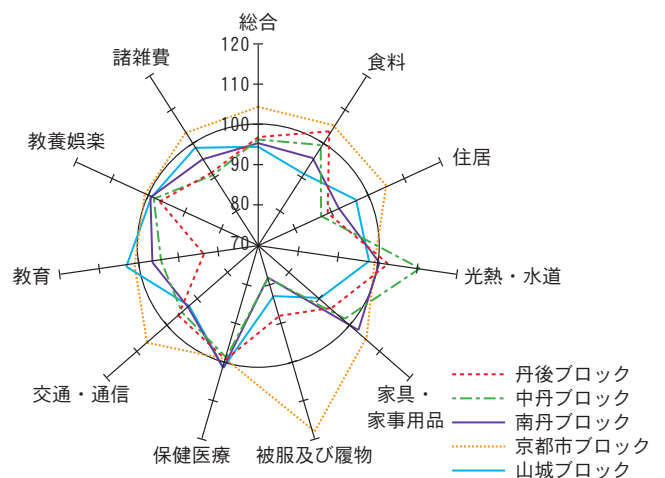 総合
120
110
100
90
80
70
食料
住居
光熱・水道
家具・
家事用品
被服及び履物
保健医療
交通・通信
教育
教養娯楽
諸雑費
丹後ブロック
中丹ブロック
南丹ブロック
京都市ブロック
山城ブロック